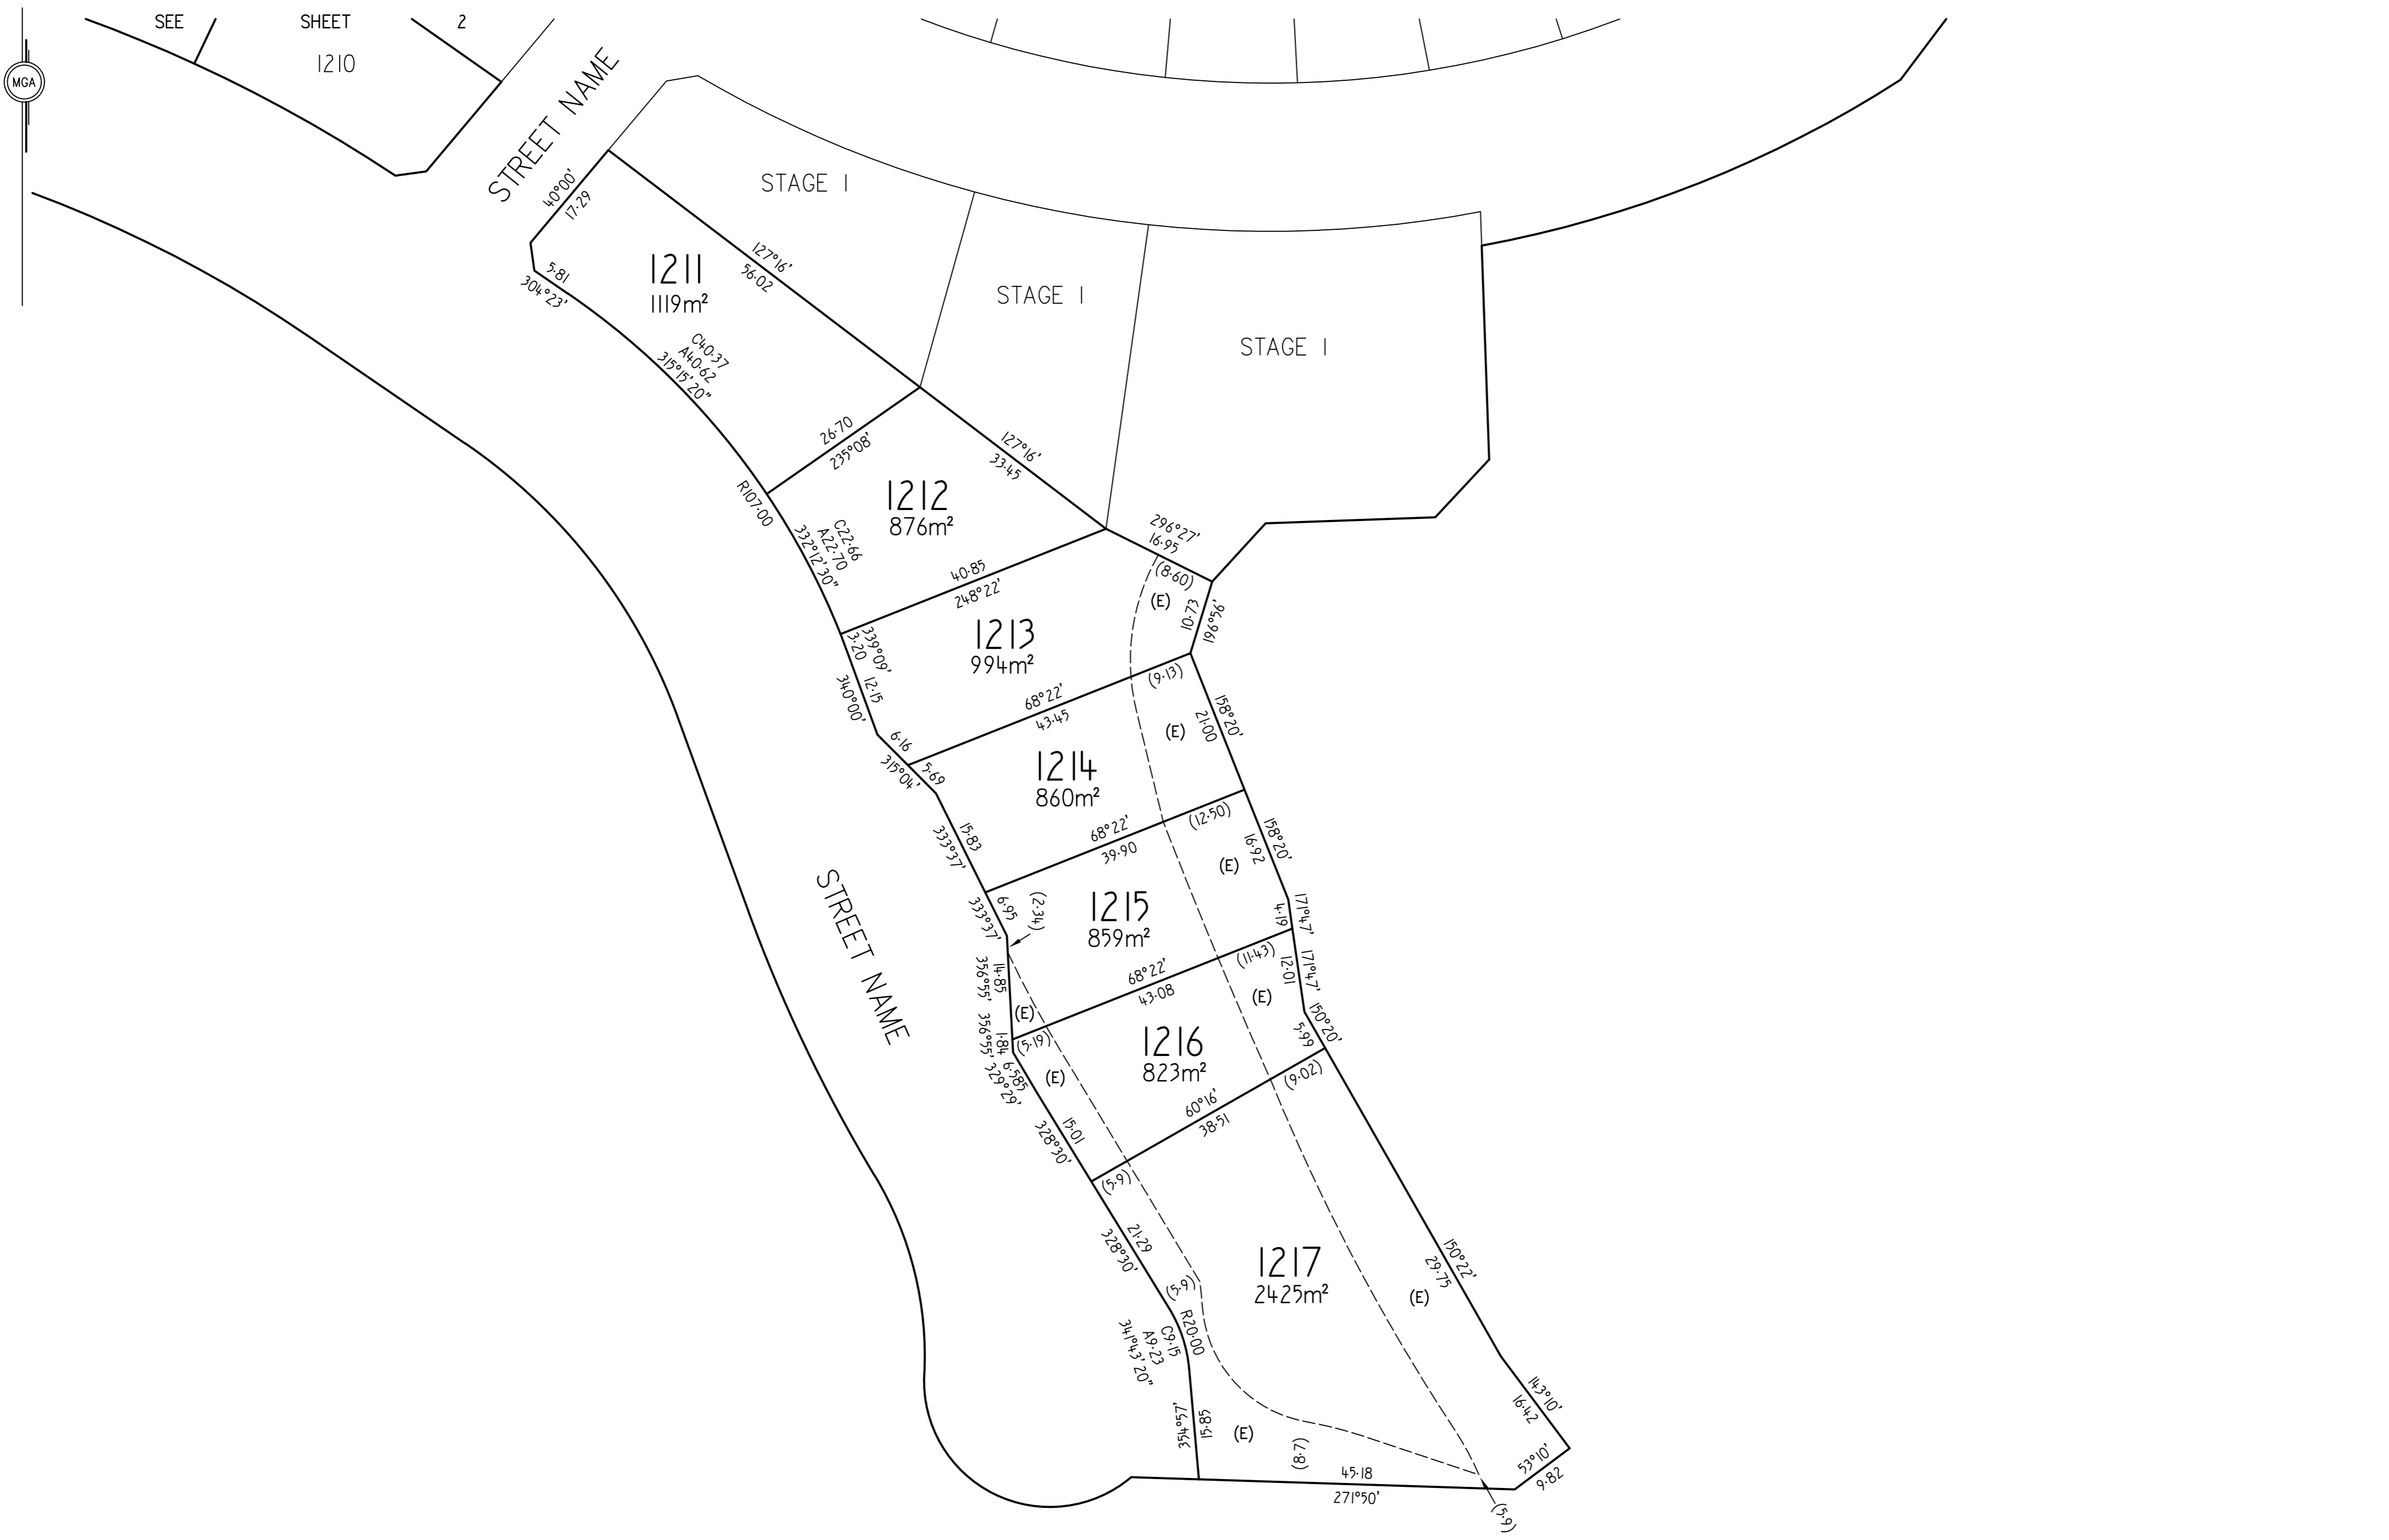 SEE SHEET 2
1210
MGA
STREET NAME
40°00'
17·29
STAGE 1
STAGE 1
STAGE 1
1211
1119m²
5·81
304°23'
127°16'
56·02
C40·37
A40·62
315°15'20"
26·70
235°08'
127°16'
33·45
R107·00
1212
876m²
C22·66
A22·70
332°12'30"
40·85
248°22'
296°27'
16·95
(8·60)
(E)
10·73
196°56'
1213
994m²
339°09'
3·20
12·15
340°00'
68°22'
43·45
(9·13)
6·16
315°04'
5·69
158°20'
21·00
(E)
1214
860m²
15·83
333°37'
68°22'
39·90
(12·50)
158°20'
16·92
(E)
1215
859m²
6·95
333°37'
(2·34)
171°47'
4·19
STREET NAME
14·85
356°55'
68°22'
43·08
(11·43)
171°47'
12·01
(E)
(E)
1·84
356°55'
(5·19)
1216
823m²
150°20'
5·99
6·585
329°29'
(E)
60°16'
38·51
(9·02)
15·01
328°30'
(5·9)
21·29
328°30'
(5·9)
1217
2425m²
150°22'
29·75
(E)
R20·00
C9·15
A9·23
341°43'20"
143°10'
16·42
354°57'
15·85
(E)
(8·7)
53°10'
9·82
45·18
271°50'
(5·9)